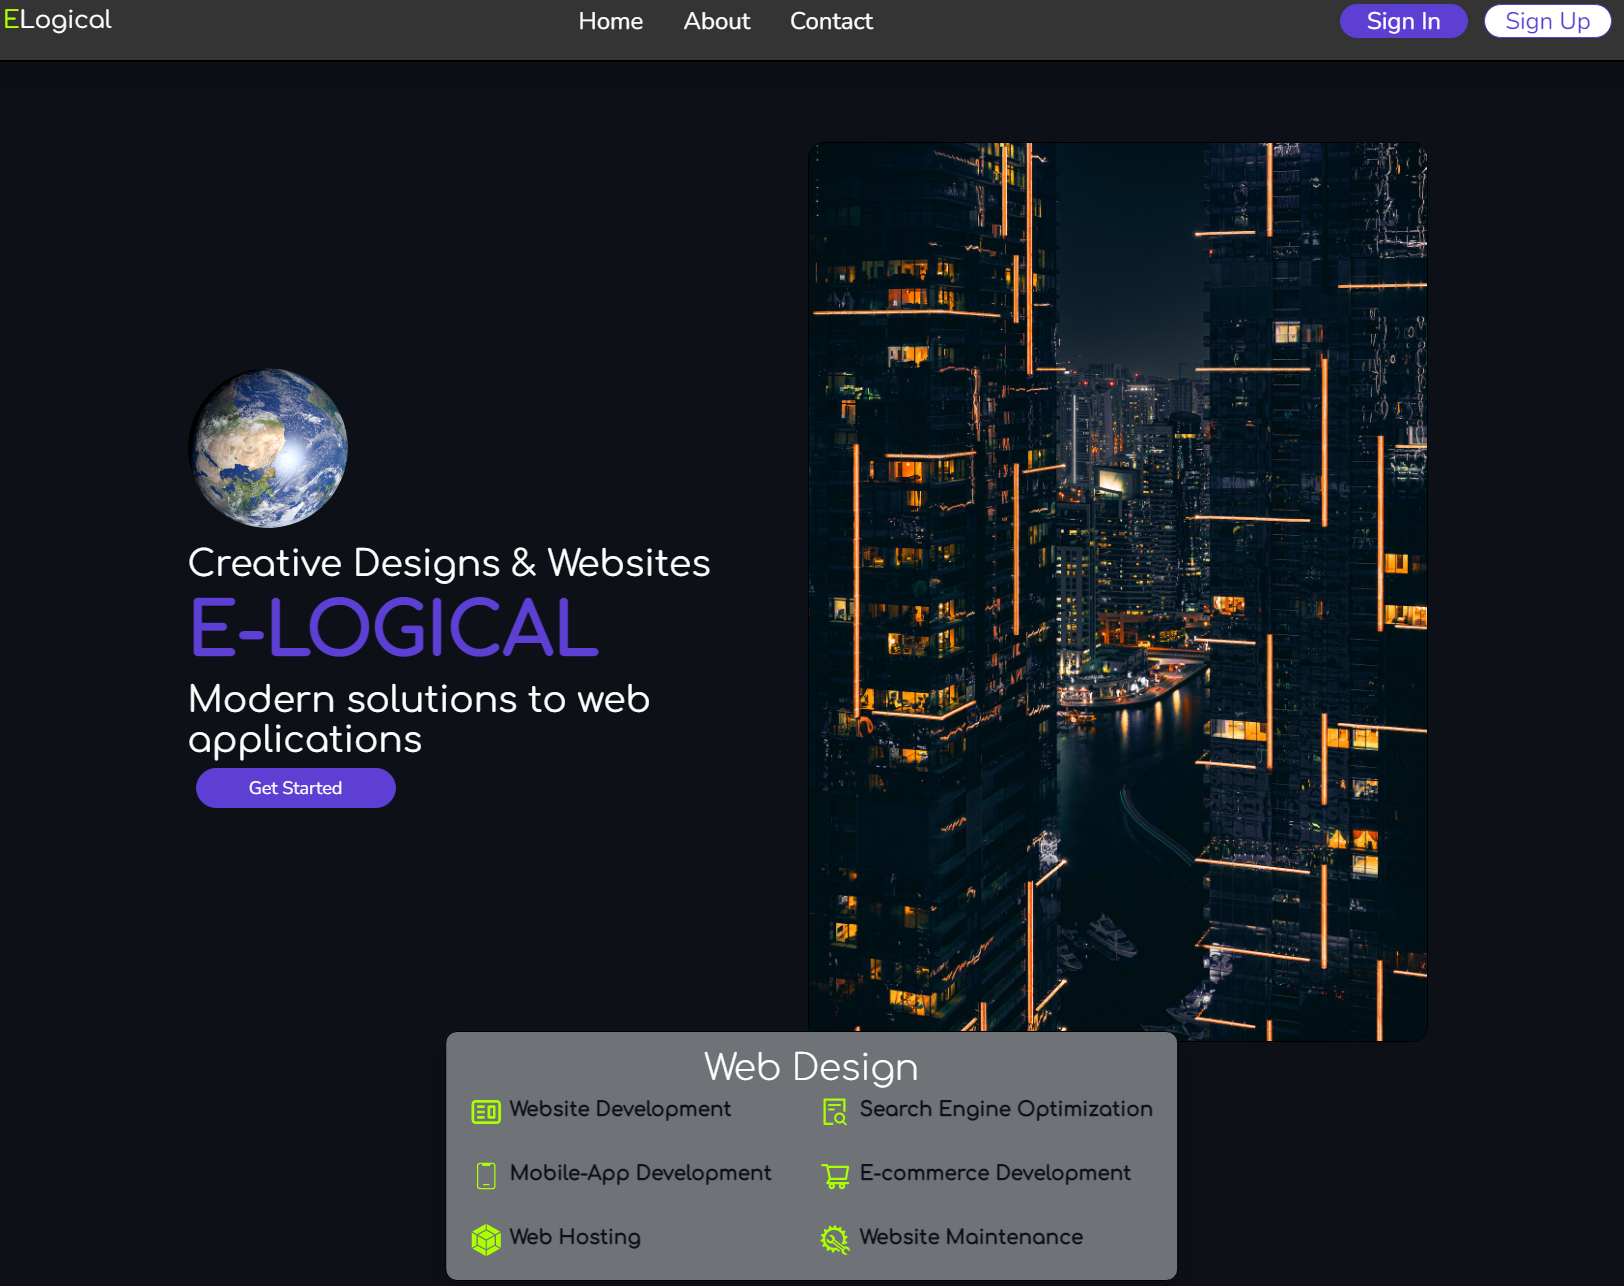 ELogical
Home About Contact
Sign In Sign Up
Creative Designs & Websites
E-LOGICAL
Modern solutions to web
applications
Get Started
Web Design
Website Development
Search Engine Optimization
Mobile-App Development
E-commerce Development
Web Hosting
Website Maintenance